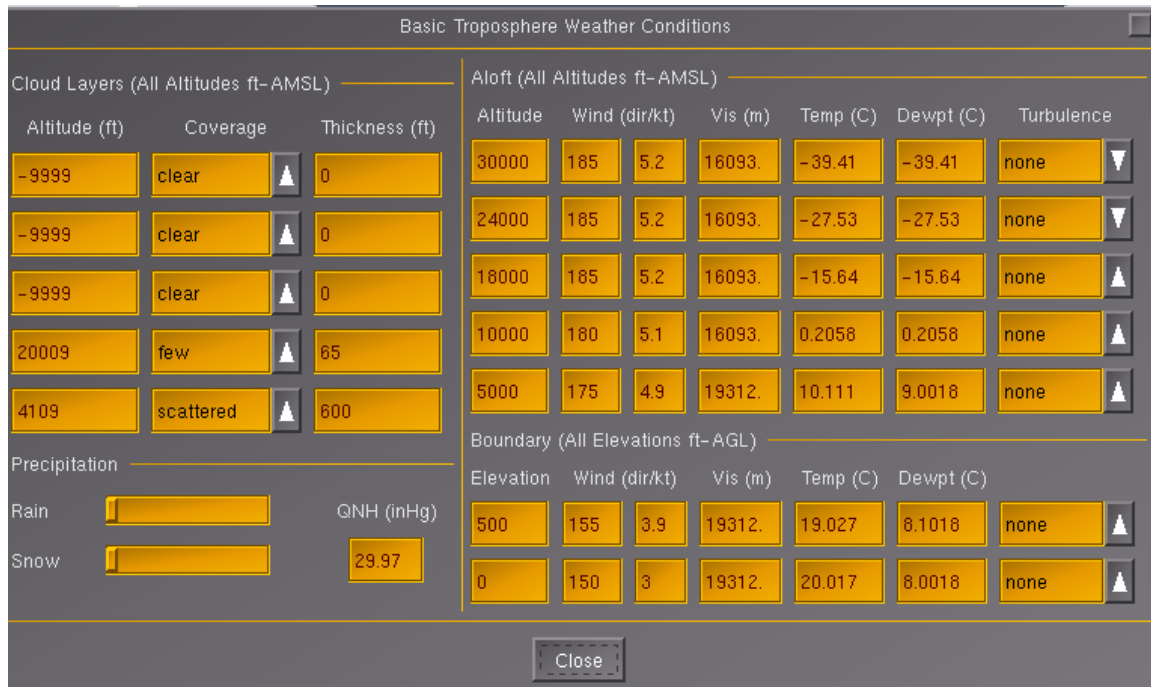 Basic Troposphere Weather Conditions
Cloud Layers (All Altitudes ft-AMSL)
Altitude (ft) Coverage Thickness (ft)
-9999 clear 0
-9999 clear 0
-9999 clear 0
20009 few 65
4109 scattered 600
Precipitation
Rain QNH (inHg)
Snow 29.97
Aloft (All Altitudes ft-AMSL)
Altitude Wind (dir/kt) Vis (m) Temp (C) Dewpt (C) Turbulence
30000 185 5.2 16093. -39.41 -39.41 none
24000 185 5.2 16093. -27.53 -27.53 none
18000 185 5.2 16093. -15.64 -15.64 none
10000 180 5.1 16093. 0.2058 0.2058 none
5000 175 4.9 19312. 10.111 9.0018 none
Boundary (All Elevations ft-AGL)
Elevation Wind (dir/kt) Vis (m) Temp (C) Dewpt (C)
500 155 3.9 19312. 19.027 8.1018 none
0 150 3 19312. 20.017 8.0018 none
Close